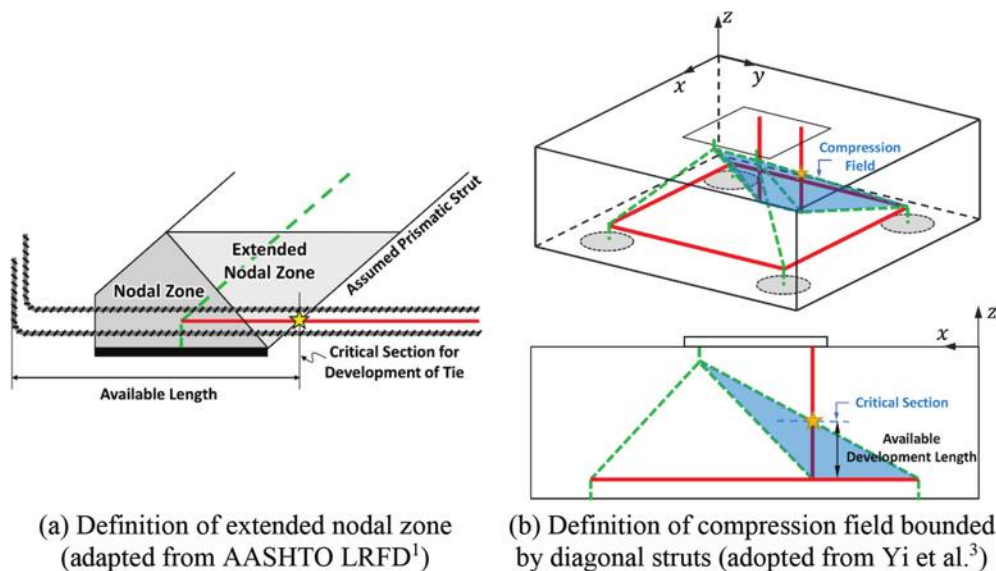 Extended
Nodal Zone
Nodal Zone
Assumed Prismatic Strut
Critical Section for
Development of Tie
Available Length
(a) Definition of extended nodal zone
(adapted from AASHTO LRFD¹)
z
x
y
Compression
Field
z
x
Critical Section
Available
Development Length
(b) Definition of compression field bounded
by diagonal struts (adopted from Yi et al.³)